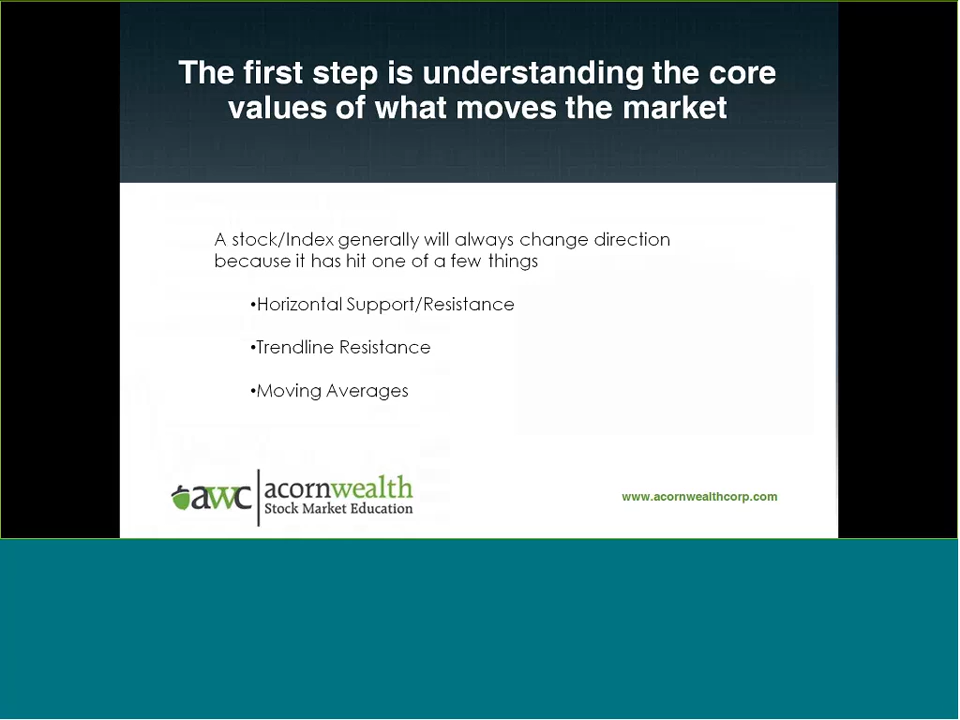 The first step is understanding the core
values of what moves the market
A stock/Index generally will always change direction
because it has hit one of a few things
•Horizontal Support/Resistance
•Trendline Resistance
•Moving Averages
awc acornwealth
Stock Market Education
www.acornwealthcorp.com